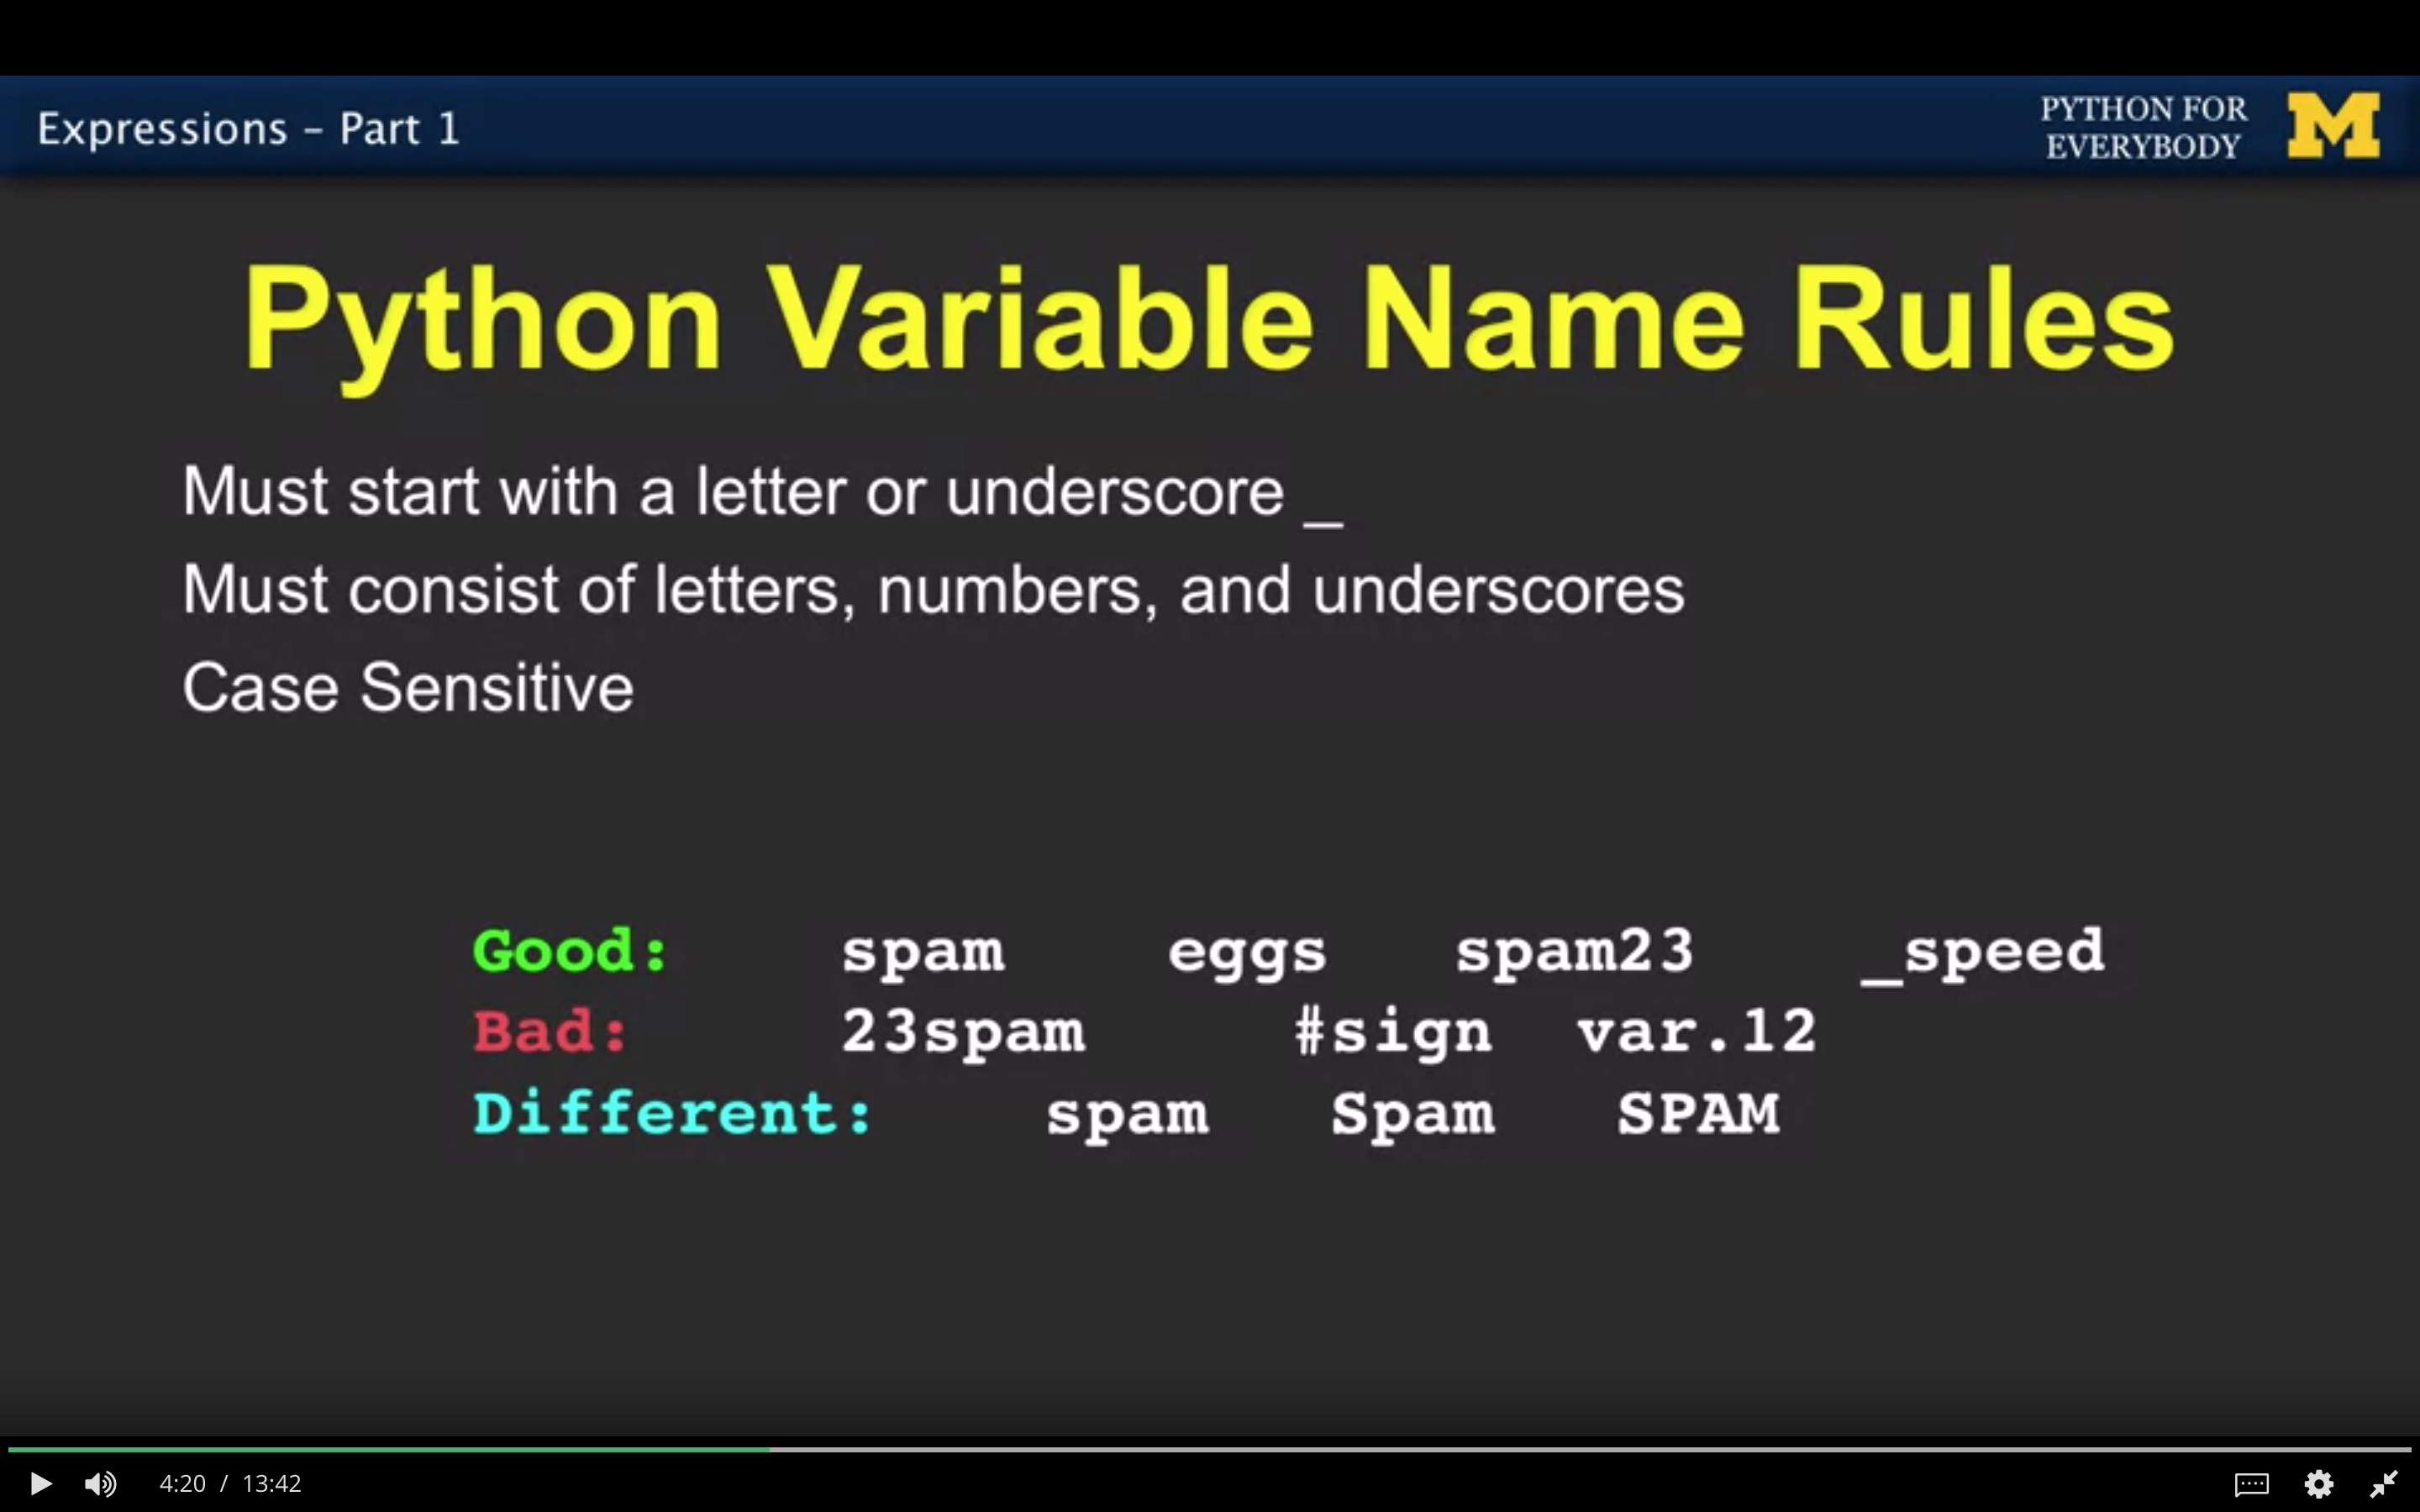 Expressions – Part 1
PYTHON FOR
EVERYBODY
M
Python Variable Name Rules
Must start with a letter or underscore _
Must consist of letters, numbers, and underscores
Case Sensitive
Good: spam eggs spam23 _speed
Bad: 23spam #sign var.12
Different: spam Spam SPAM
4:20 / 13:42